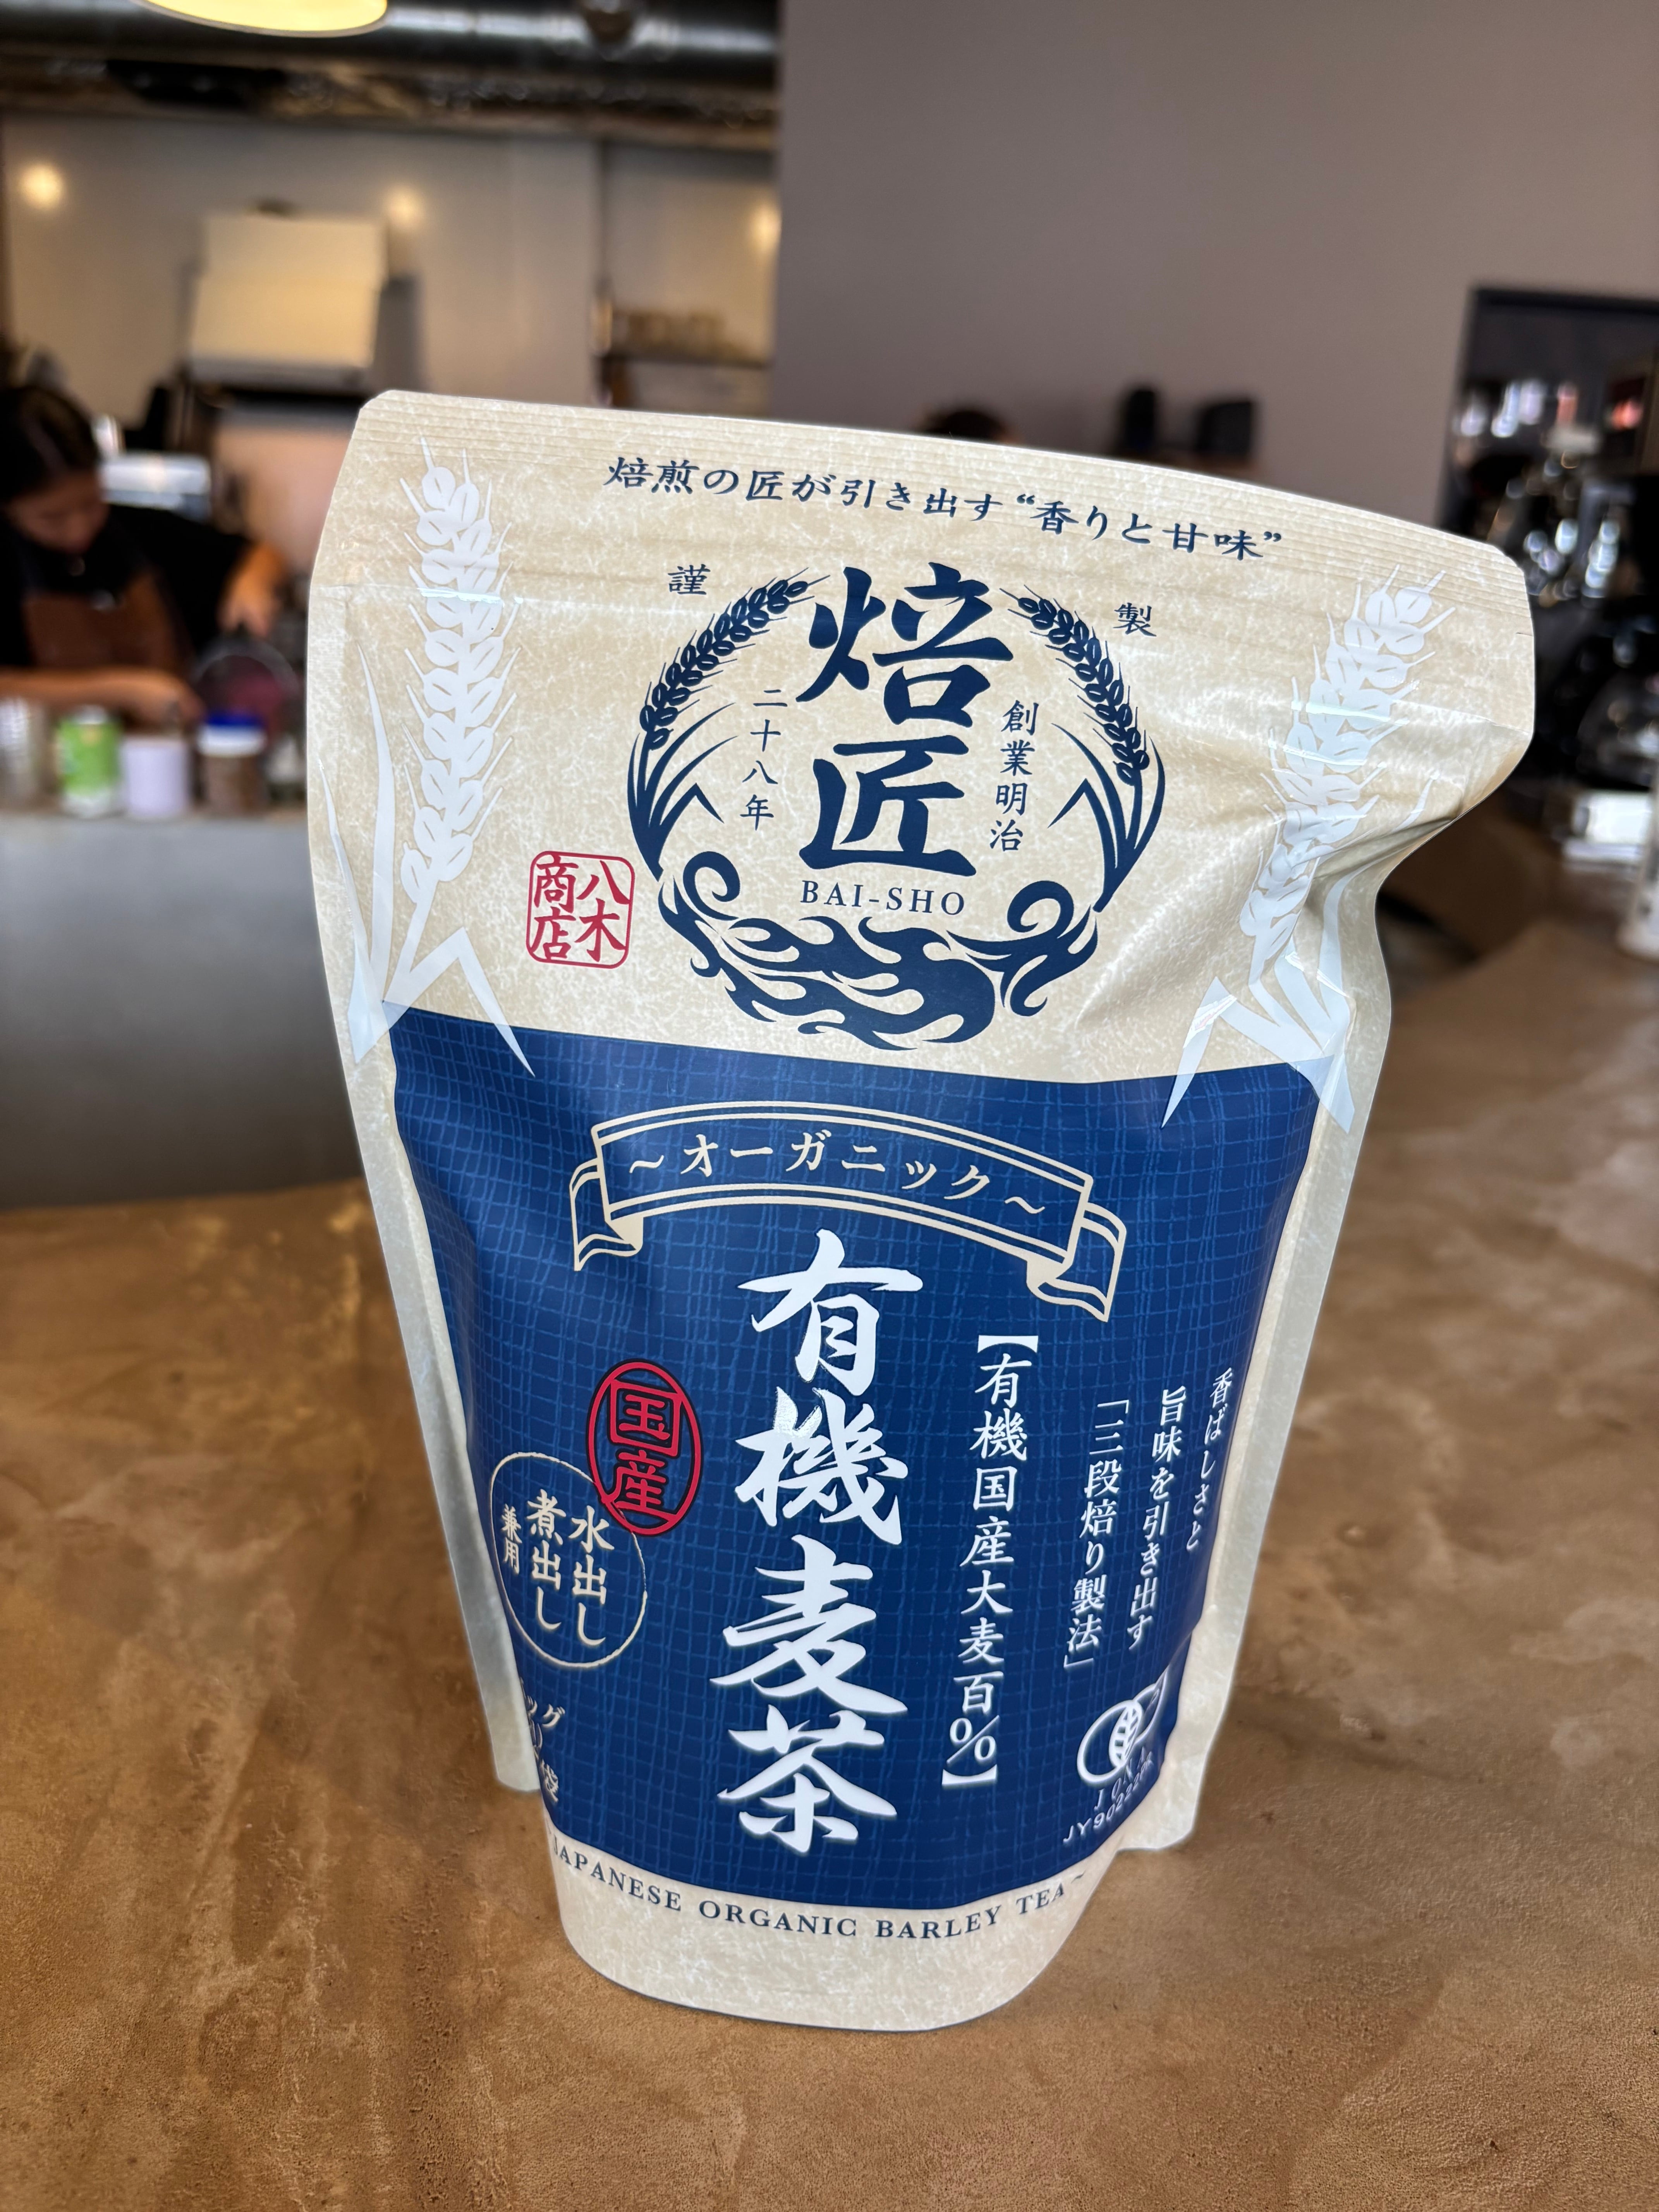 焙煎の匠が引き出す“香りと甘味”
謹製
焙匠
創業明治
二十八年
BAI-SHO
八木
商店
~オーガニック~
有機麦茶
【有機国産大麦百%】
香ばしさと
旨味を引き出す
「三段焙り製法」
国産
水出し
煮出し
兼用
JAPANESE ORGANIC BARLEY TEA~